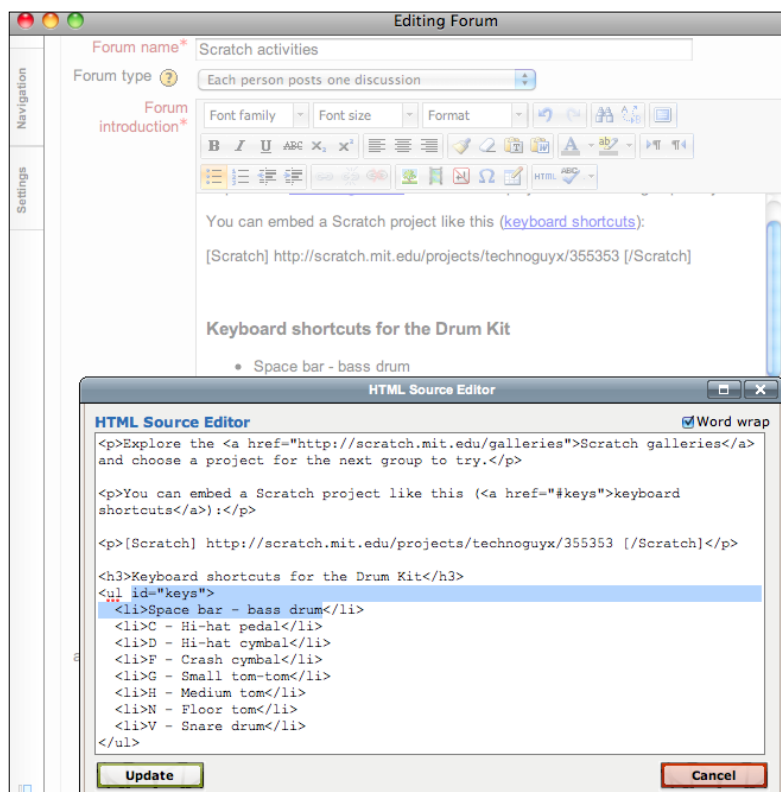 Editing Forum
Navigation
Settings
Forum name* Scratch activities
Forum type ? Each person posts one discussion
Forum introduction*
Font family Font size Format
B I U ABC X₂ X² A ab
HTML ABC
You can embed a Scratch project like this (keyboard shortcuts):
[Scratch] http://scratch.mit.edu/projects/technoguyx/355353 [/Scratch]
Keyboard shortcuts for the Drum Kit
• Space bar - bass drum
HTML Source Editor
HTML Source Editor Word wrap
<p>Explore the <a href="http://scratch.mit.edu/galleries">Scratch galleries</a>
and choose a project for the next group to try.</p>
<p>You can embed a Scratch project like this (<a href="#keys">keyboard
shortcuts</a>):</p>
<p>[Scratch] http://scratch.mit.edu/projects/technoguyx/355353 [/Scratch]</p>
<h3>Keyboard shortcuts for the Drum Kit</h3>
<ul id="keys">
<li>Space bar - bass drum</li>
<li>C - Hi-hat pedal</li>
<li>D - Hi-hat cymbal</li>
<li>F - Crash cymbal</li>
<li>G - Small tom-tom</li>
<li>H - Medium tom</li>
<li>N - Floor tom</li>
<li>V - Snare drum</li>
</ul>
Update Cancel